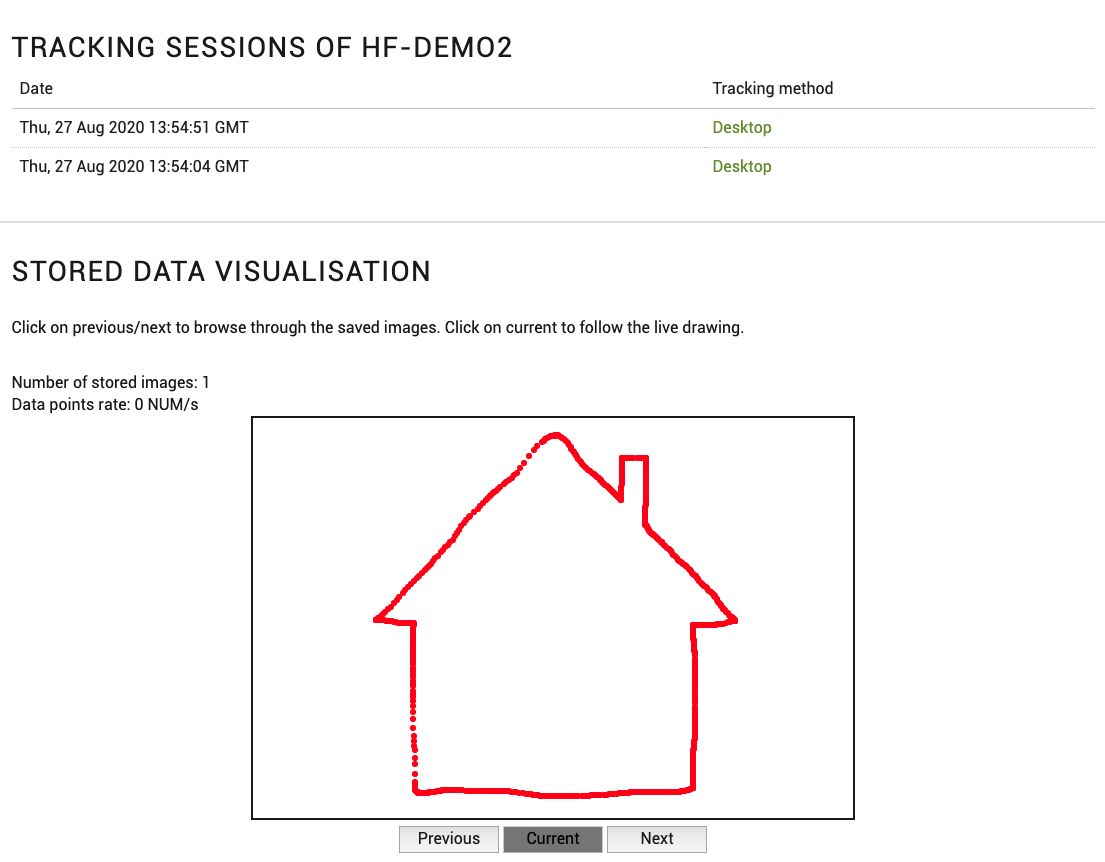 TRACKING SESSIONS OF HF-DEMO2
Date Tracking method
Thu, 27 Aug 2020 13:54:51 GMT Desktop
Thu, 27 Aug 2020 13:54:04 GMT Desktop
STORED DATA VISUALISATION
Click on previous/next to browse through the saved images. Click on current to follow the live drawing.
Number of stored images: 1
Data points rate: 0 NUM/s
Previous Current Next